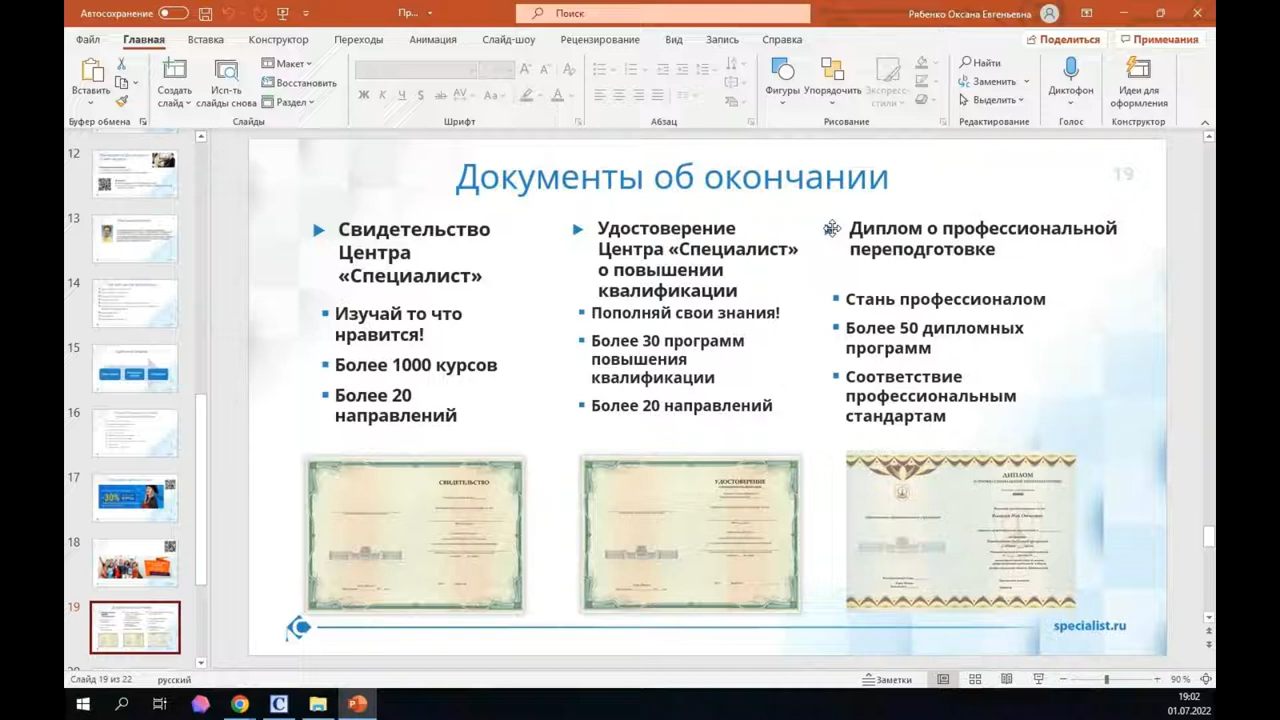 Автосохранение
Пр...
Поиск
Рябенко Оксана Евгеньевна
Файл
Главная
Вставка
Конструктор
Переходы
Анимация
Слайд-шоу
Рецензирование
Вид
Запись
Справка
Поделиться
Примечания
Вставить
Создать
слайд
Исп-ть
слайды снова
Макет
Восстановить
Раздел
Ж К Ч S ab AV Aa А
Фигуры
Упорядочить
Экспресс-
стили
Найти
Заменить
Выделить
Диктофон
Идеи для
оформления
Буфер обмена
Слайды
Шрифт
Абзац
Рисование
Редактирование
Голос
Конструктор
12
13
14
15
16
17
-30%
18
19
Документы об окончании
19
Свидетельство
Центра
«Специалист»
Изучай то что
нравится!
Более 1000 курсов
Более 20
направлений
Удостоверение
Центра «Специалист»
о повышении
квалификации
Пополняй свои знания!
Более 30 программ
повышения
квалификации
Более 20 направлений
Диплом о профессиональной
переподготовке
Стань профессионалом
Более 50 дипломных
программ
Соответствие
профессиональным
стандартам
СВИДЕТЕЛЬСТВО
УДОСТОВЕРЕНИЕ
ДИПЛОМ
specialist.ru
Слайд 19 из 22
русский
Заметки
90 %
19:02
01.07.2022